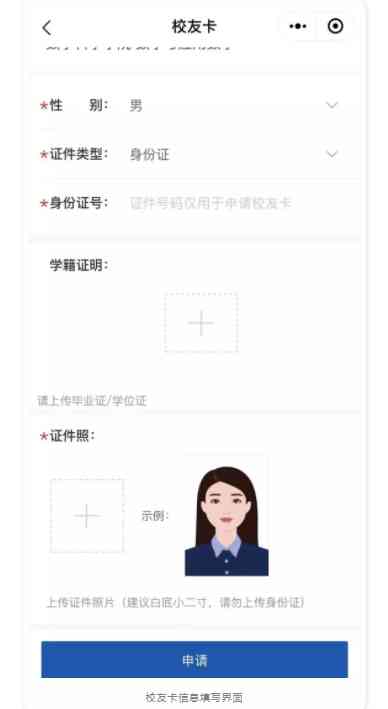 校友卡
*性 别： 男
*证件类型： 身份证
*身份证号： 证件号码仅用于申请校友卡
学籍证明：
请上传毕业证/学位证
*证件照：
示例：
上传证件照片（建议白底小二寸，请勿上传身份证）
申请
校友卡信息填写界面